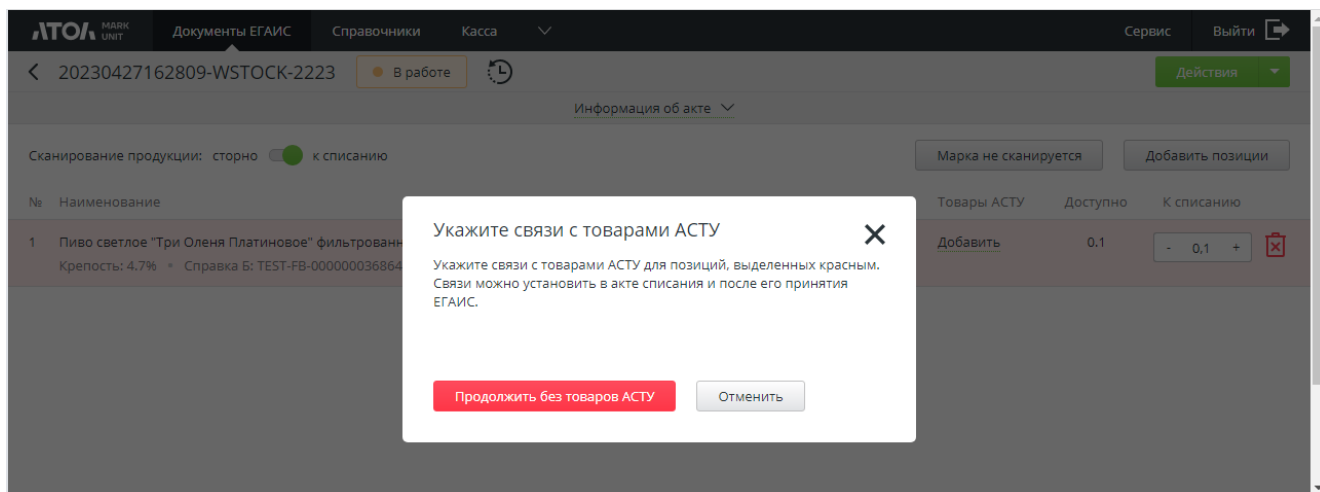 АТОЛ MARK UNIT Документы ЕГАИС Справочники Касса Сервис Выйти
20230427162809-WSTOCK-2223 В работе Действия
Информация об акте
Сканирование продукции: сторно к списанию Марка не сканируется Добавить позиции
№ Наименование Товары АСТУ Доступно К списанию
Укажите связи с товарами АСТУ
1 Пиво светлое "Три Оленя Платиновое" фильтрованн Добавить 0.1 - 0,1 +
Крепость: 4.7% • Справка Б: TEST-FB-000000036864
Укажите связи с товарами АСТУ для позиций, выделенных красным.
Связи можно установить в акте списания и после его принятия
ЕГАИС.
Продолжить без товаров АСТУ Отменить